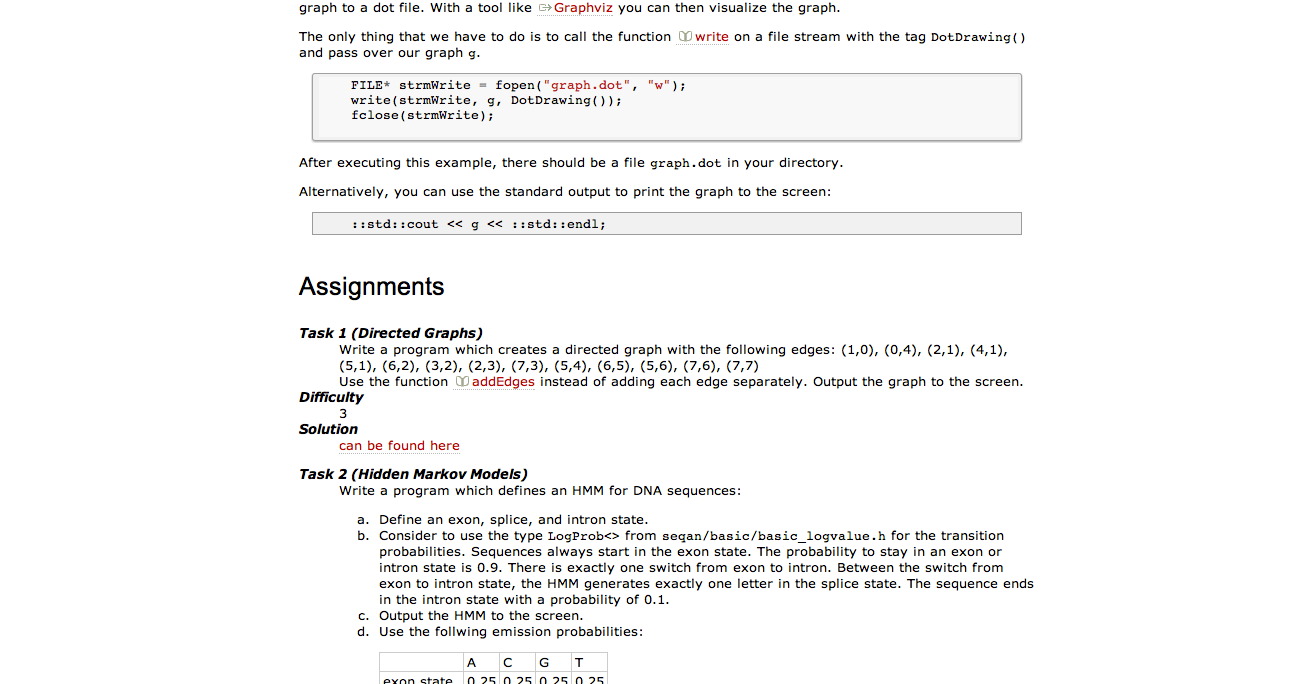 graph to a dot file. With a tool like Graphviz you can then visualize the graph.
The only thing that we have to do is to call the function write on a file stream with the tag DotDrawing()
and pass over our graph g.
FILE* strmWrite = fopen("graph.dot", "w");
write(strmWrite, g, DotDrawing());
fclose(strmWrite);
After executing this example, there should be a file graph.dot in your directory.
Alternatively, you can use the standard output to print the graph to the screen:
::std::cout << g << ::std::endl;
Assignments
Task 1 (Directed Graphs)
Write a program which creates a directed graph with the following edges: (1,0), (0,4), (2,1), (4,1),
(5,1), (6,2), (3,2), (2,3), (7,3), (5,4), (6,5), (5,6), (7,6), (7,7)
Use the function addEdges instead of adding each edge separately. Output the graph to the screen.
Difficulty
3
Solution
can be found here
Task 2 (Hidden Markov Models)
Write a program which defines an HMM for DNA sequences:
a. Define an exon, splice, and intron state.
b. Consider to use the type LogProb<> from seqan/basic/basic_logvalue.h for the transition
probabilities. Sequences always start in the exon state. The probability to stay in an exon or
intron state is 0.9. There is exactly one switch from exon to intron. Between the switch from
exon to intron state, the HMM generates exactly one letter in the splice state. The sequence ends
in the intron state with a probability of 0.1.
c. Output the HMM to the screen.
d. Use the follwing emission probabilities:
A C G T
exon state 0.25 0.25 0.25 0.25